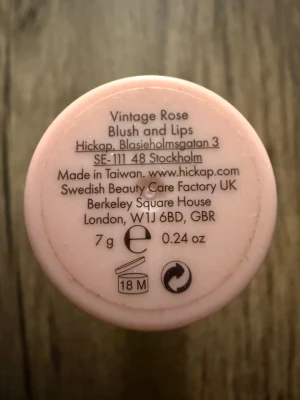 Vintage Rose
Blush and Lips
Hickap, Blasieholmsgatan 3
SE-111 48 Stockholm
Made in Taiwan. www.hickap.com
Swedish Beauty Care Factory UK
Berkeley Square House
London, W1J 6BD, GBR
7 g e 0.24 oz
18 M